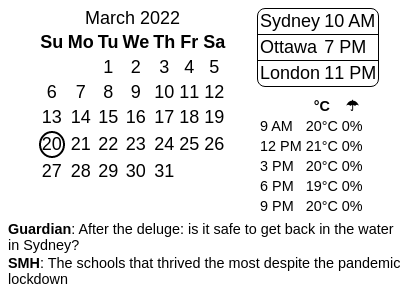 March 2022
Su Mo Tu We Th Fr Sa
1 2 3 4 5
6 7 8 9 10 11 12
13 14 15 16 17 18 19
20 21 22 23 24 25 26
27 28 29 30 31
Sydney 10 AM
Ottawa 7 PM
London 11 PM
°C ☂
9 AM 20°C 0%
12 PM 21°C 0%
3 PM 20°C 0%
6 PM 19°C 0%
9 PM 20°C 0%
Guardian: After the deluge: is it safe to get back in the water
in Sydney?
SMH: The schools that thrived the most despite the pandemic
lockdown